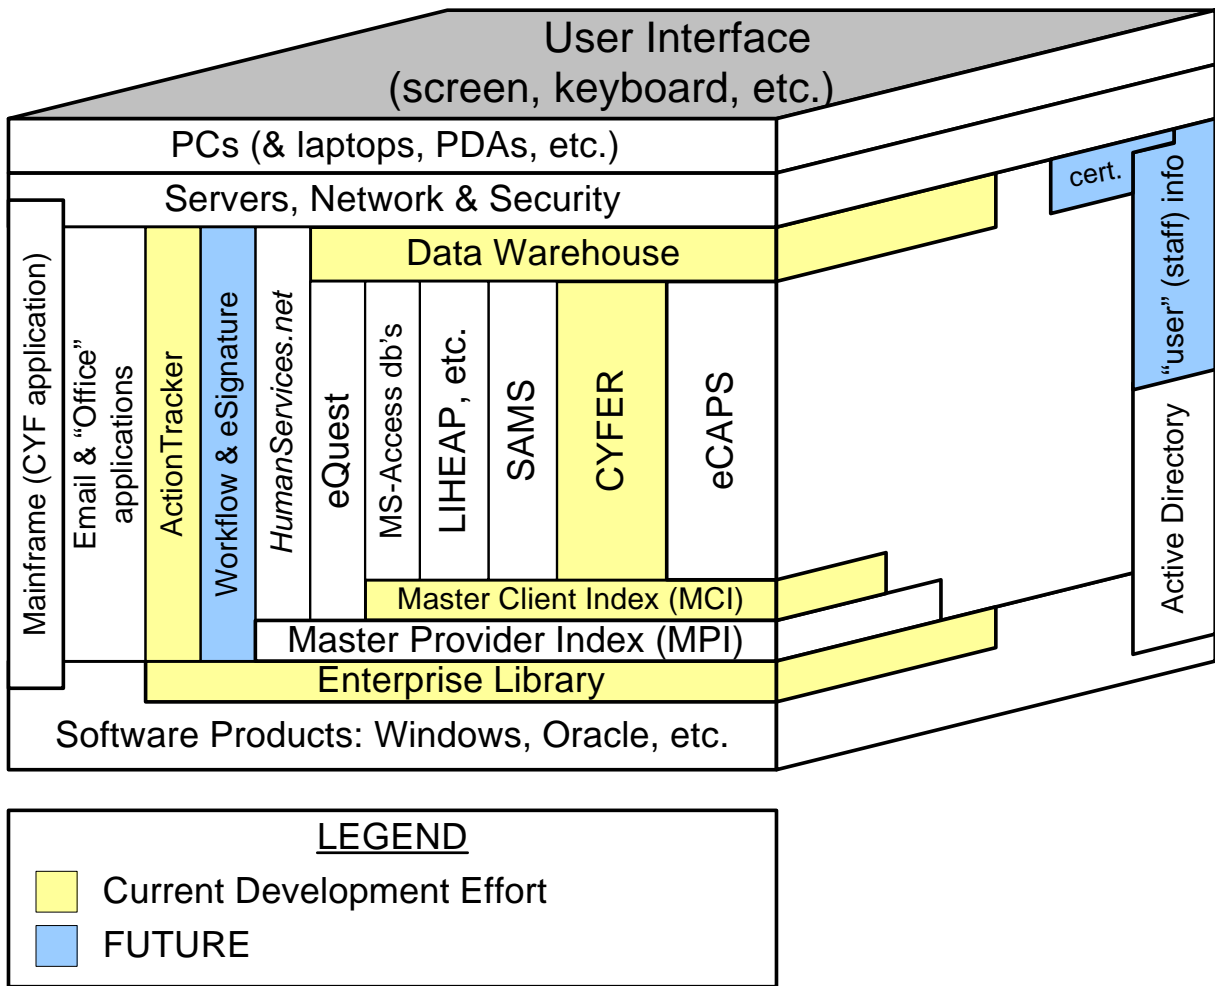 User Interface
(screen, keyboard, etc.)
PCs (& laptops, PDAs, etc.)
Servers, Network & Security
cert.
"user" (staff) info
Active Directory
Data Warehouse
Mainframe (CYF application)
Email & "Office"
applications
ActionTracker
Workflow & eSignature
HumanServices.net
eQuest
MS-Access db's
LIHEAP, etc.
SAMS
CYFER
eCAPS
Master Client Index (MCI)
Master Provider Index (MPI)
Enterprise Library
Software Products: Windows, Oracle, etc.
LEGEND
Current Development Effort
FUTURE